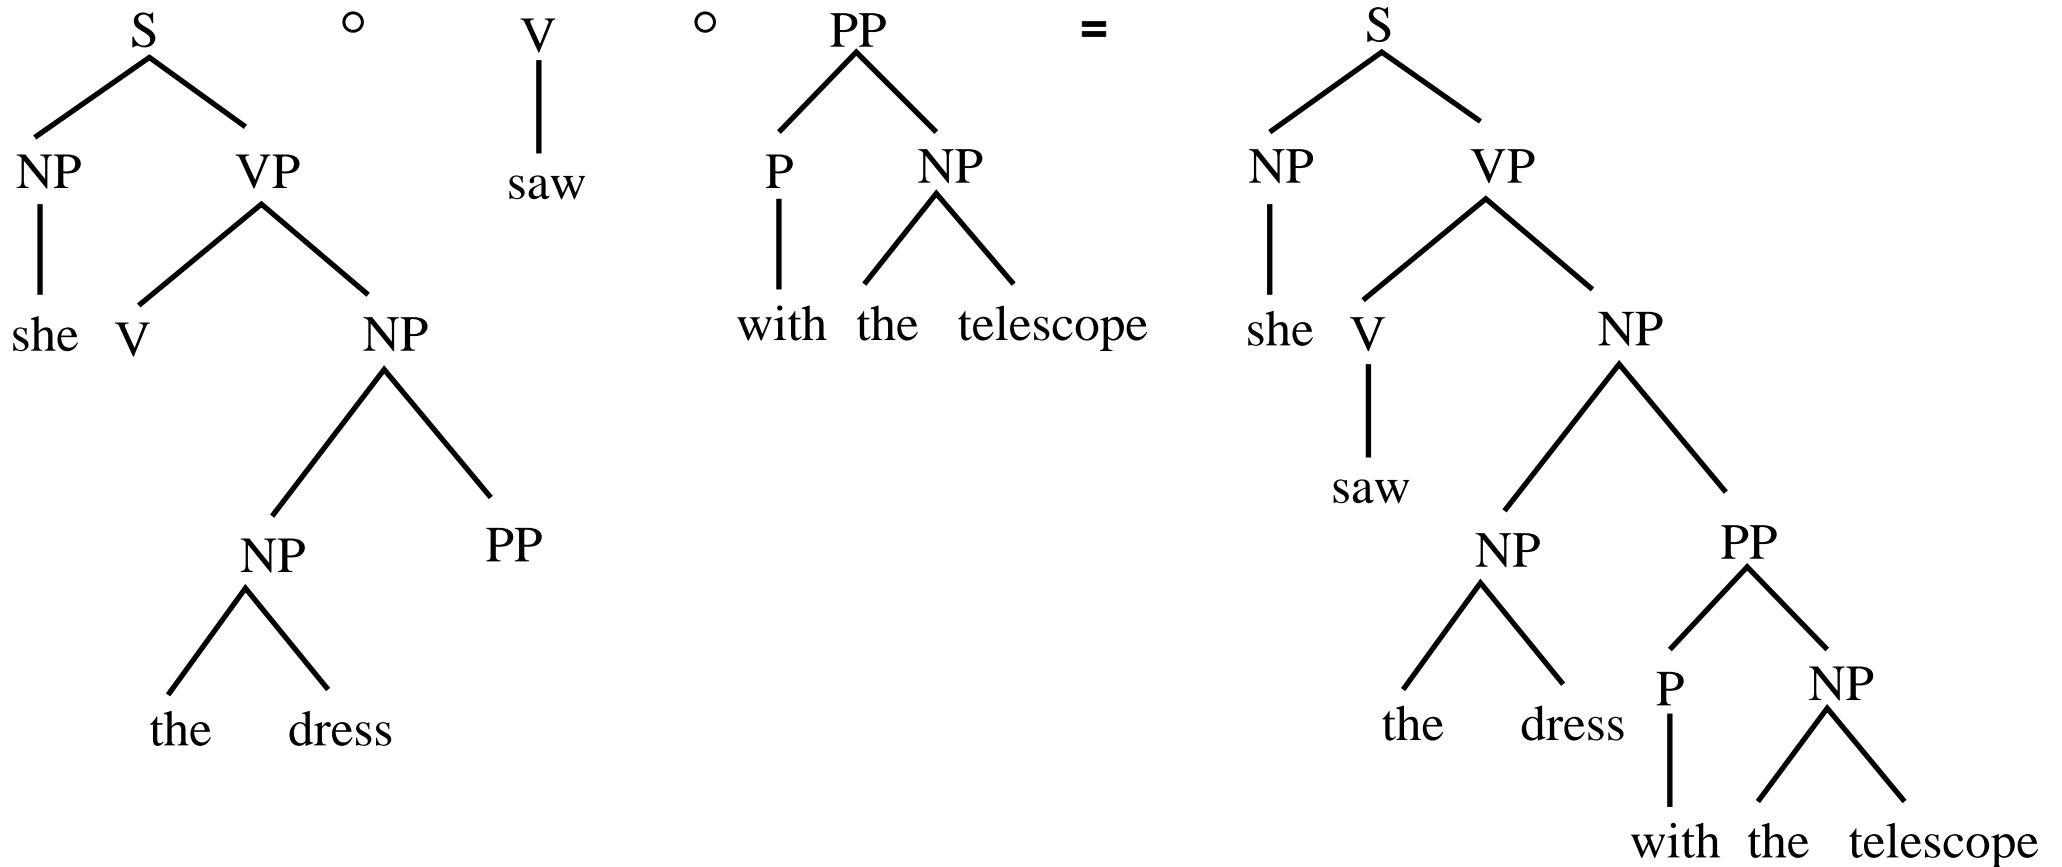 S ○ V ○ PP = S
NP VP saw P NP NP VP
she V NP with the telescope she V NP
saw
NP PP NP PP
the dress the dress P NP
with the telescope